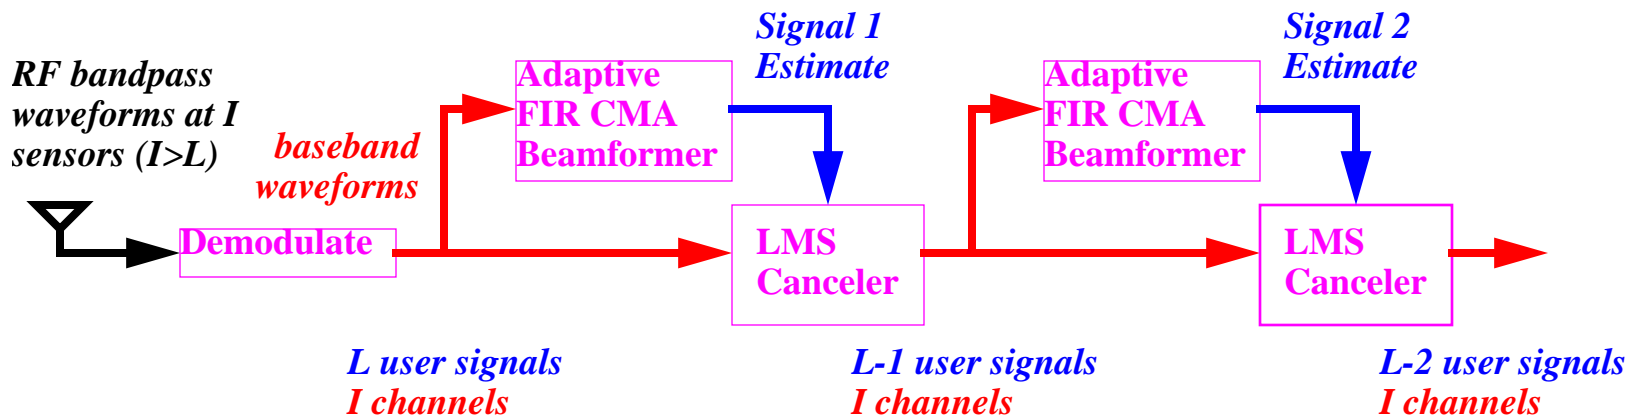 RF bandpass
waveforms at I
sensors (I>L)
baseband
waveforms
Demodulate
Adaptive
FIR CMA
Beamformer
Signal 1
Estimate
LMS
Canceler
Adaptive
FIR CMA
Beamformer
Signal 2
Estimate
LMS
Canceler
L user signals
I channels
L-1 user signals
I channels
L-2 user signals
I channels